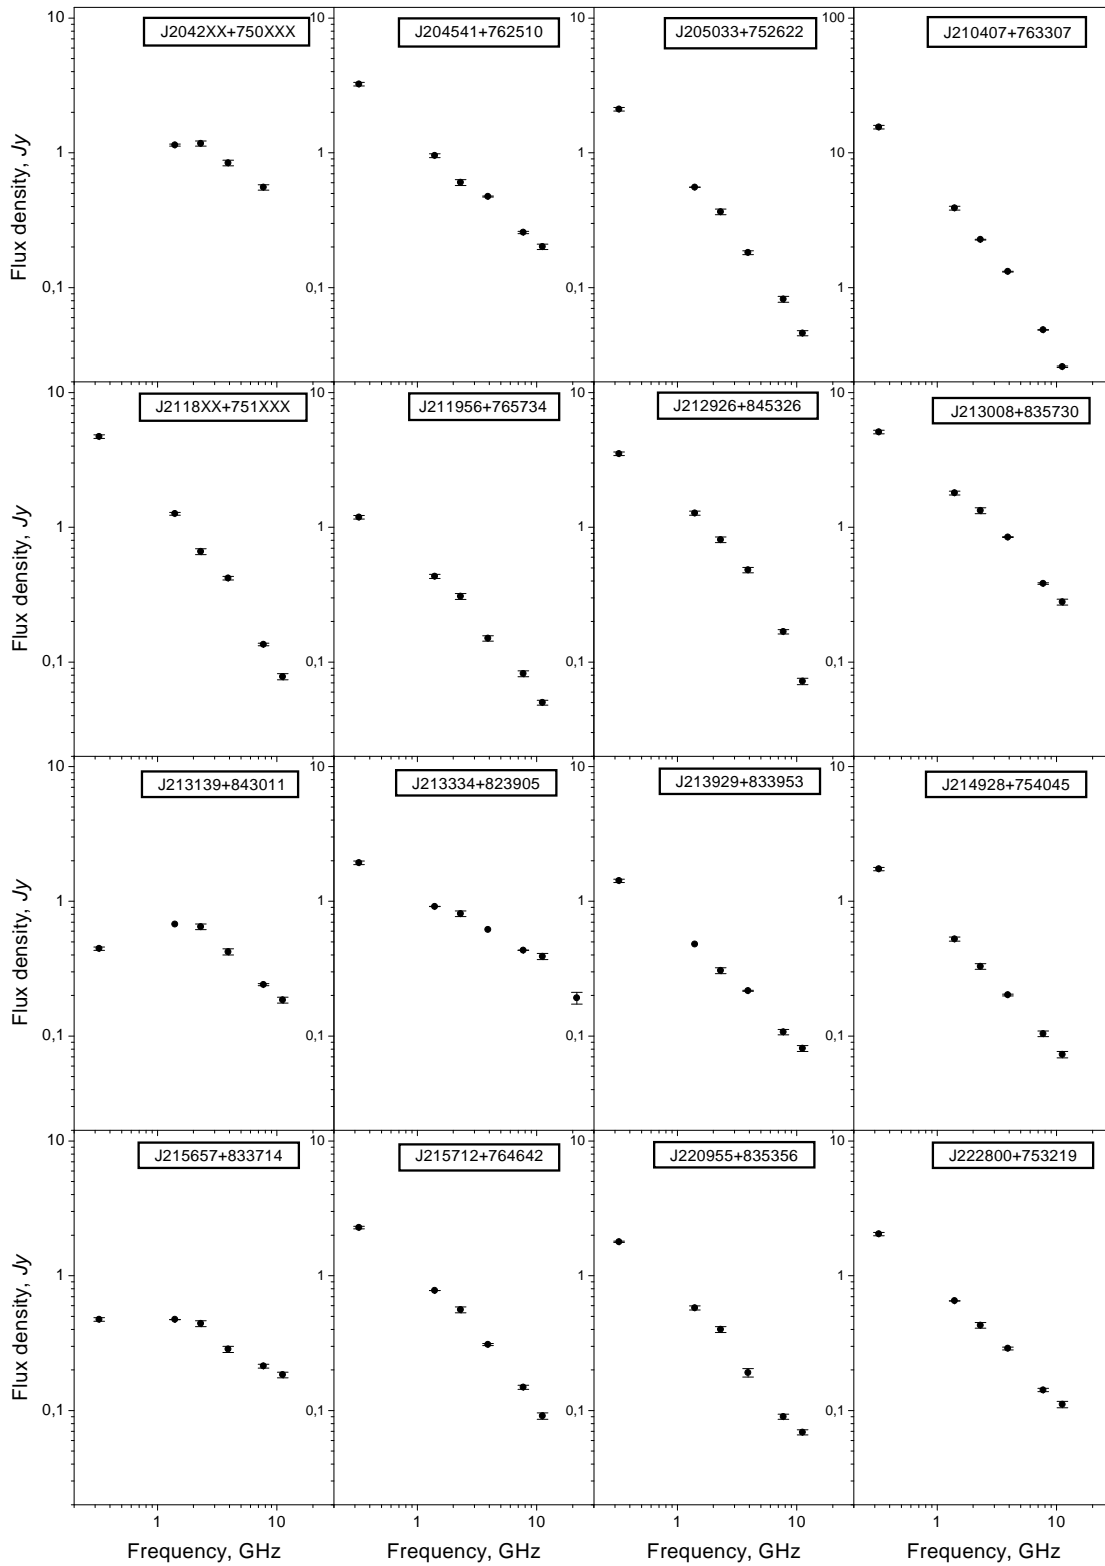 10
10
10
100
J2042XX+750XXX
J204541+762510
J205033+752622
J210407+763307
Flux density, Jy
1
1
1
10
0,1
0,1
0,1
1
10
10
10
10
J2118XX+751XXX
J211956+765734
J212926+845326
J213008+835730
Flux density, Jy
1
1
1
1
0,1
0,1
0,1
0,1
10
10
10
10
J213139+843011
J213334+823905
J213929+833953
J214928+754045
Flux density, Jy
1
1
1
1
0,1
0,1
0,1
0,1
10
10
10
10
J215657+833714
J215712+764642
J220955+835356
J222800+753219
Flux density, Jy
1
1
1
1
0,1
0,1
0,1
0,1
1 10
1 10
1 10
1 10
Frequency, GHz
Frequency, GHz
Frequency, GHz
Frequency, GHz